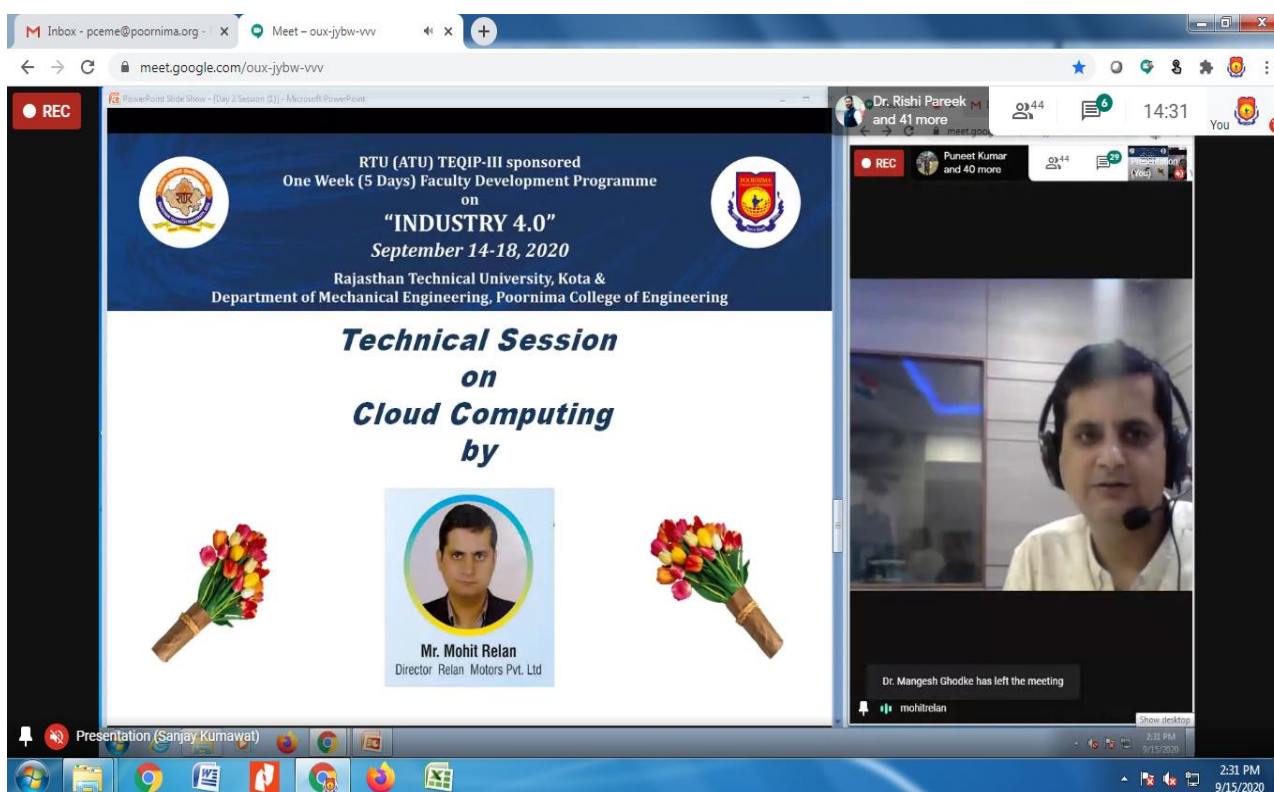 Inbox - pceme@poornima.org -
Meet – oux-jybw-vvv
meet.google.com/oux-jybw-vvv
REC
PowerPoint Slide Show - [Day 2 Session (1)] - Microsoft PowerPoint
Dr. Rishi Pareek
and 41 more
44
6
14:31
You
REC
Puneet Kumar
and 40 more
44
29
Presentation
(You)
RTU (ATU) TEQIP-III sponsored
One Week (5 Days) Faculty Development Programme
on
“INDUSTRY 4.0”
September 14-18, 2020
Rajasthan Technical University, Kota &
Department of Mechanical Engineering, Poornima College of Engineering
POORNIMA
Technical Session
on
Cloud Computing
by
Mr. Mohit Relan
Director Relan Motors Pvt. Ltd
Dr. Mangesh Ghodke has left the meeting
mohitrelan
Show desktop
Presentation (Sanjay Kumawat)
2:31 PM
9/15/2020
2:31 PM
9/15/2020